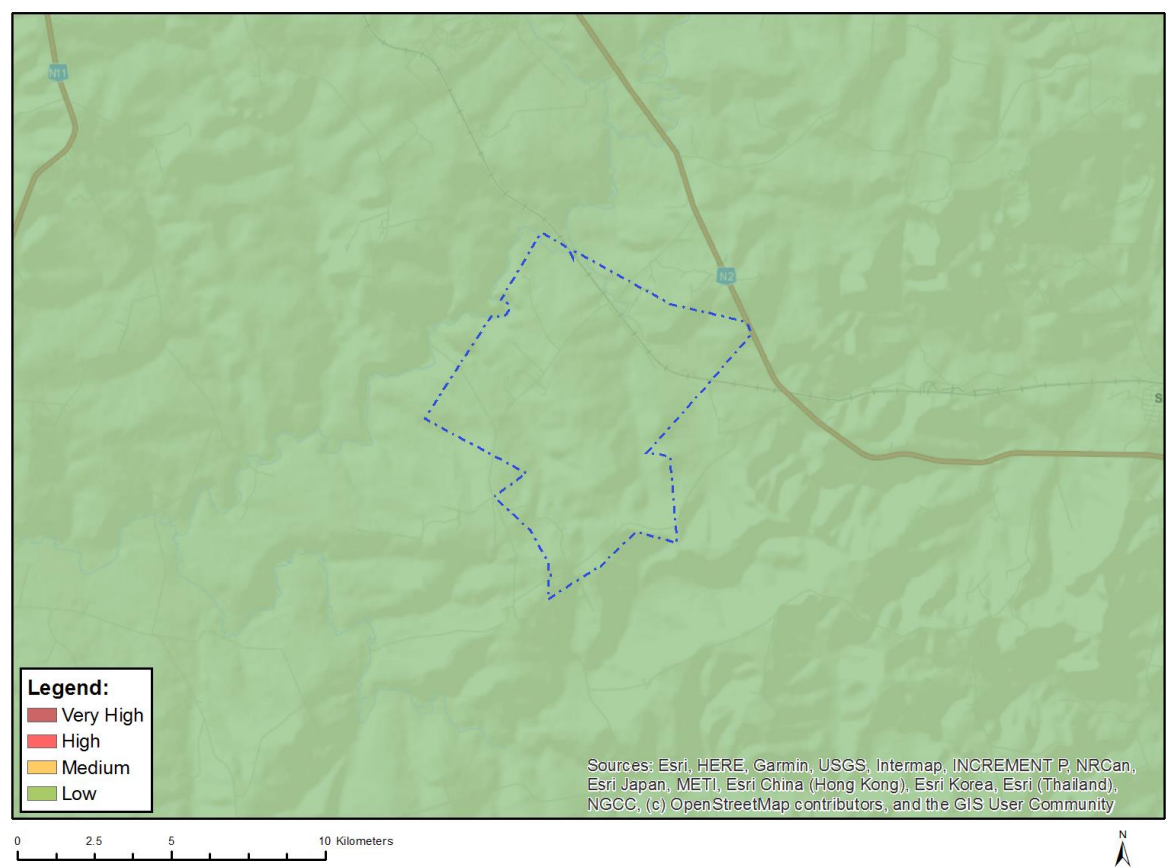 N11
N2
S
Legend:
Very High
High
Medium
Low
Sources: Esri, HERE, Garmin, USGS, Intermap, INCREMENT P, NRCan,
Esri Japan, METI, Esri China (Hong Kong), Esri Korea, Esri (Thailand),
NGCC, (c) OpenStreetMap contributors, and the GIS User Community
0 2.5 5 10 Kilometers
N